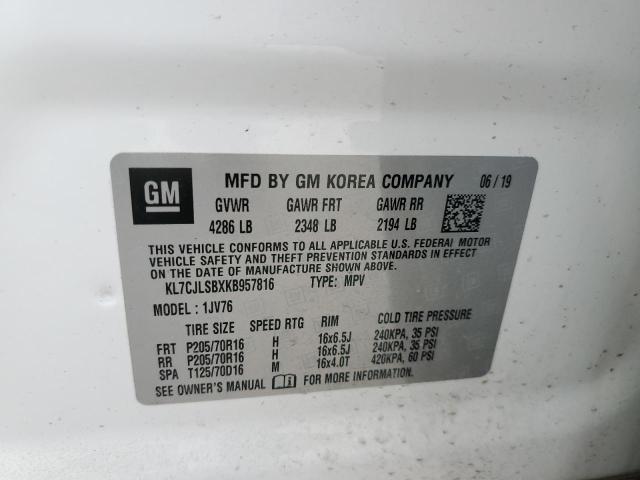 GM MFD BY GM KOREA COMPANY 06/19
GVWR GAWR FRT GAWR RR
4286 LB 2348 LB 2194 LB
THIS VEHICLE CONFORMS TO ALL APPLICABLE U.S. FEDERAL MOTOR
VEHICLE SAFETY AND THEFT PREVENTION STANDARDS IN EFFECT
ON THE DATE OF MANUFACTURE SHOWN ABOVE.
KL7CJLSBXKB957816 TYPE: MPV
MODEL: 1JV76
TIRE SIZE SPEED RTG RIM COLD TIRE PRESSURE
FRT P205/70R16 H 16x6.5J 240KPA, 35 PSI
RR P205/70R16 H 16x6.5J 240KPA, 35 PSI
SPA T125/70D16 M 16x4.0T 420KPA, 60 PSI
SEE OWNER'S MANUAL FOR MORE INFORMATION.